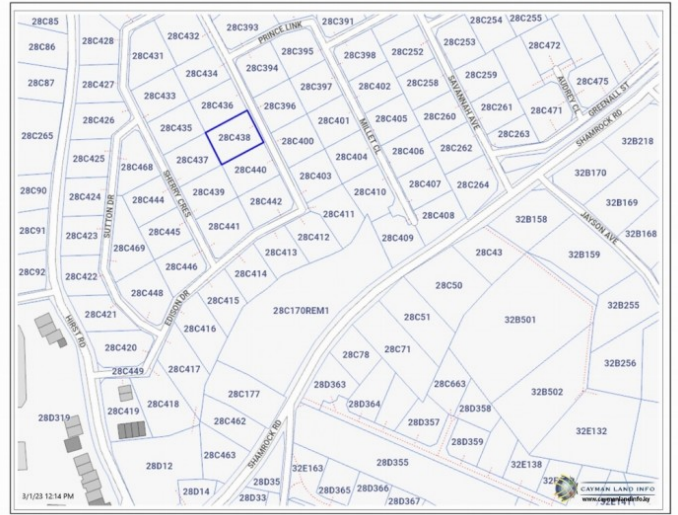 28C85
28C428
28C432
28C393
28C391
28C254
28C255
PRINCE LINK
28C86
28C431
28C395
28C398
28C252
28C253
28C472
28C434
28C394
28C87
28C427
28C397
28C402
28C258
28C259
28C475
28C433
28C436
28C396
SAVANNAH AVE
AUDREY CL
GREENALL ST
28C426
28C435
28C438
28C401
28C405
28C260
28C261
28C471
28C265
28C400
MILLET CL
28C263
SHAMROCK RD
32B218
28C425
28C468
28C437
28C440
28C404
28C406
28C262
32B170
28C403
28C90
28C424
SUTTON DR
28C444
SHERRY CRES
28C439
28C442
28C410
28C407
28C264
32B169
28C91
28C423
28C445
28C441
28C411
28C408
32B158
JAYSON AVE
32B168
28C469
28C412
28C409
28C92
28C422
28C446
28C413
28C43
32B159
28C414
28C448
28C415
28C50
28C421
EDISON DR
28C416
28C170REM1
28C51
32B501
32B255
HIRST RD
28C420
28C78
28C71
32B256
28C449
28C417
28D363
28C663
32B502
28C419
28C418
28C177
28D364
28D358
28D319
28C462
28D357
32E132
SHAMROCK RD
28D359
28C463
28D12
32E163
28D355
32E138
28D35
28D14
28D33
28D365
28D366
28D367
3/1/23 12:14 PM
CAYMAN LAND INFO
www.caymanlandinfo.ky
32E141